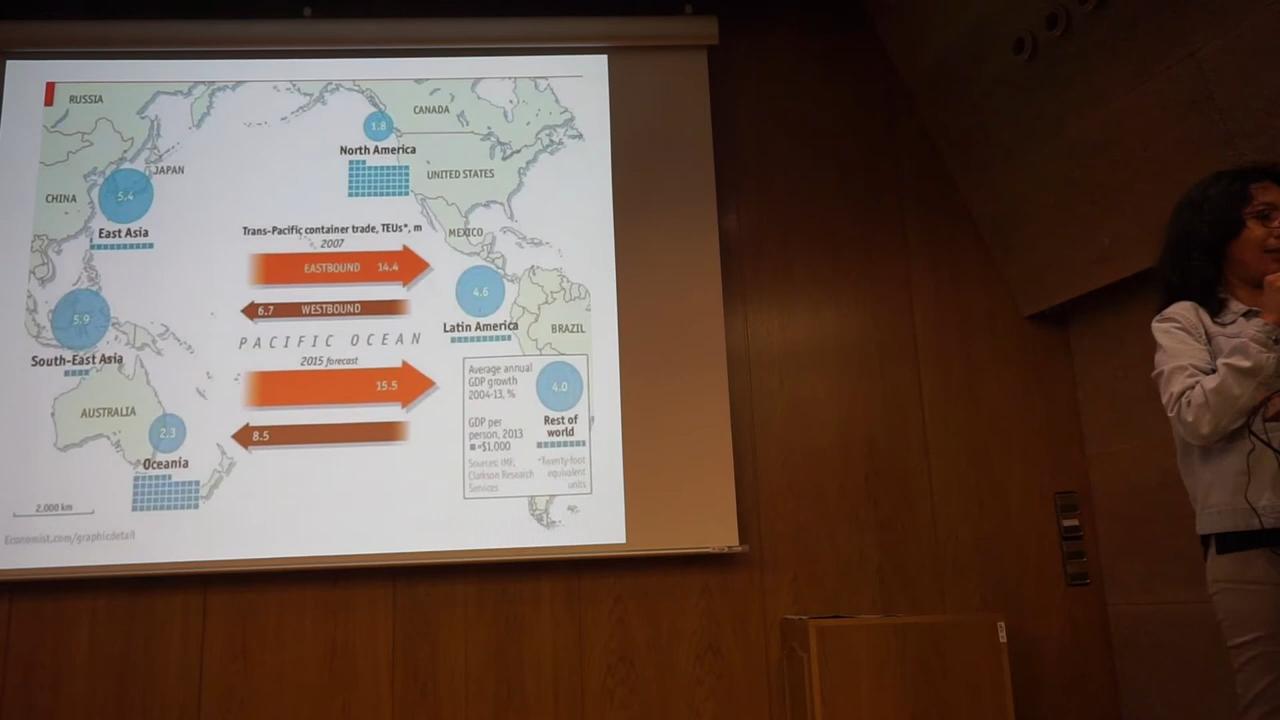 RUSSIA
CANADA
1.8
North America
JAPAN
UNITED STATES
CHINA
5.4
East Asia
MEXICO
Trans-Pacific container trade, TEUs*, m
2007
EASTBOUND 14.4
6.7 WESTBOUND
4.6
Latin America
BRAZIL
5.9
South-East Asia
PACIFIC OCEAN
2015 forecast
15.5
8.5
AUSTRALIA
2.3
Oceania
Average annual
GDP growth
2004-13, %
4.0
GDP per
person, 2013
=$1,000
Rest of
world
Sources: IMF;
Clarkson Research
Services
*Twenty-foot
equivalent
units
2,000 km
Economist.com/graphicdetail